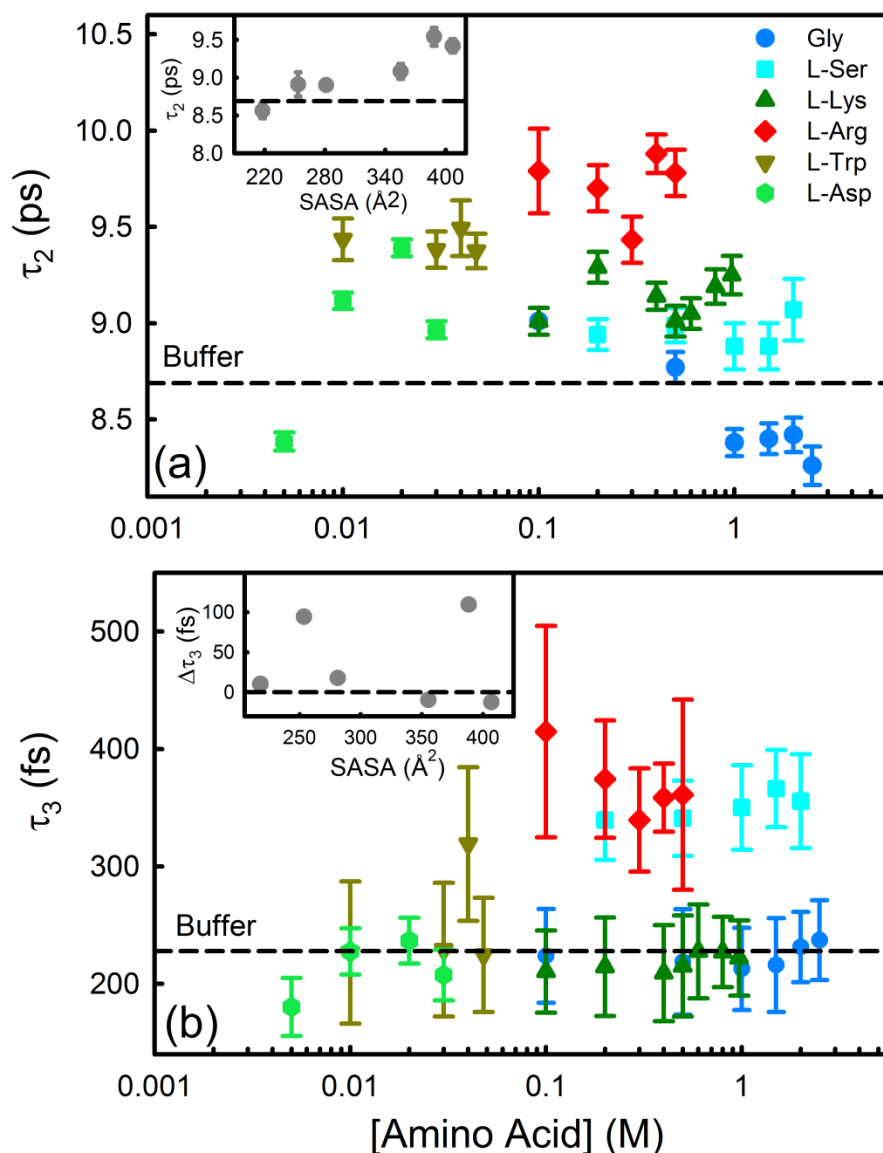 10.5
10.0
9.5
9.0
8.5
τ2 (ps)
9.5
9.0
8.5
8.0
τ2 (ps)
220 280 340 400
SASA (Å2)
Gly
L-Ser
L-Lys
L-Arg
L-Trp
L-Asp
Buffer
(a)
0.001 0.01 0.1 1
500
400
300
200
τ3 (fs)
100
50
0
Δτ3 (fs)
250 300 350 400
SASA (Å²)
Buffer
(b)
0.001 0.01 0.1 1
[Amino Acid] (M)